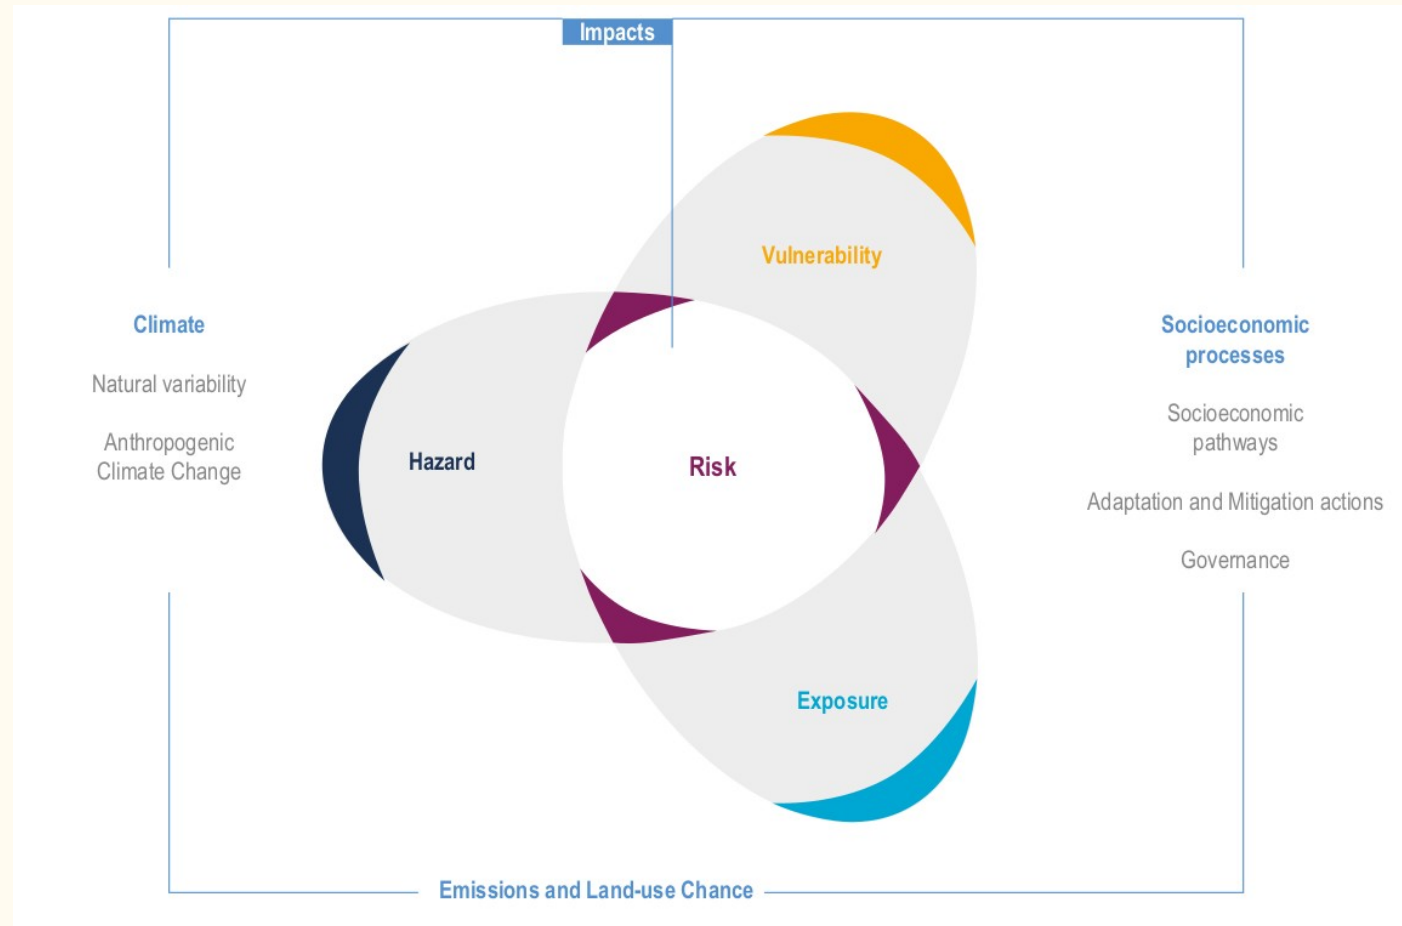 Impacts
Vulnerability
Climate
Natural variability
Anthropogenic
Climate Change
Hazard
Risk
Socioeconomic
processes
Socioeconomic
pathways
Adaptation and Mitigation actions
Governance
Exposure
Emissions and Land-use Chance